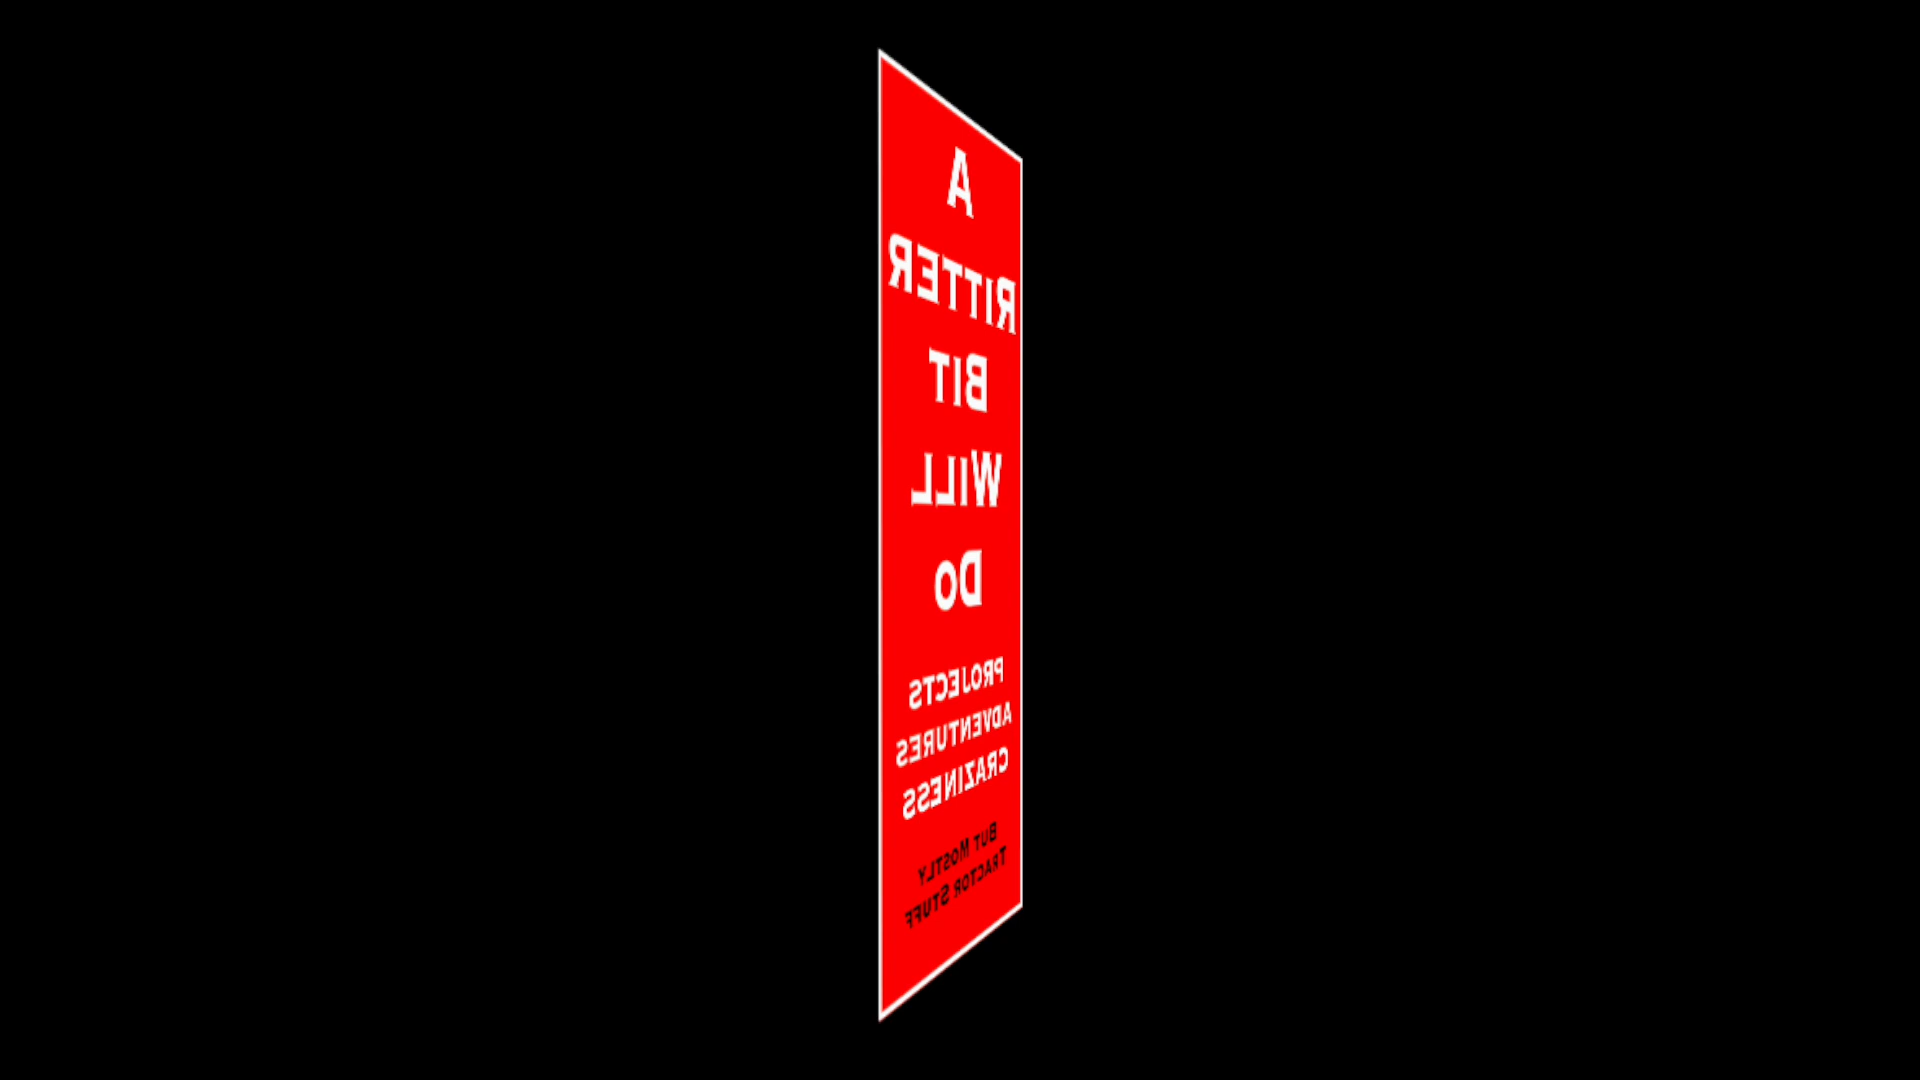 A
RITTER
BIT
WILL
DO
PROJECTS
ADVENTURES
CRAZINESS
BUT MOSTLY
TRACTOR STUFF